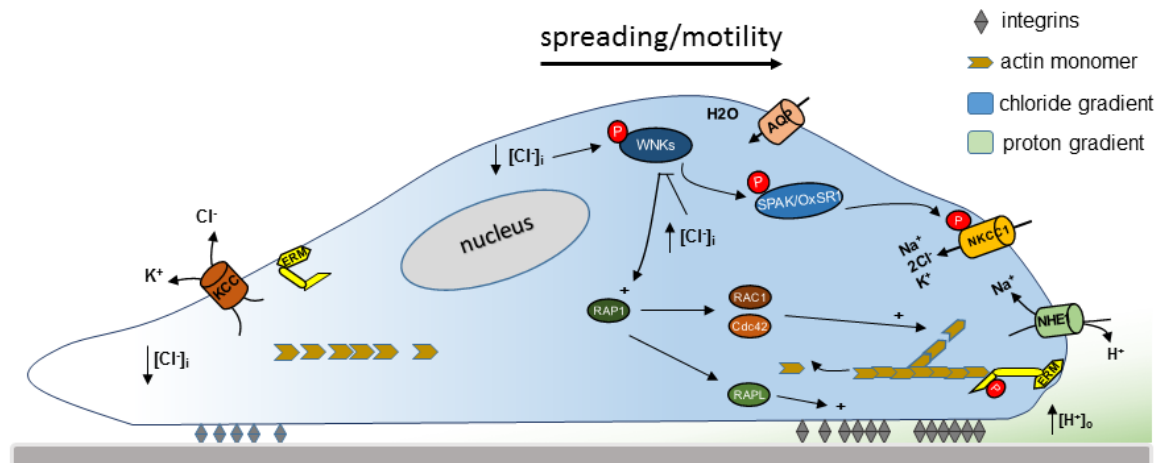 spreading/motility
integrins
actin monomer
chloride gradient
proton gradient
H2O
AQP
P
WNKs
[Cl-]i
P
SPAK/OxSR1
P
NKCC1
Na+
2Cl-
K+
[Cl-]i
nucleus
Cl-
K+
KCC
ERM
+
RAP1
RAC1
Cdc42
+
Na+
NHE1
H+
[Cl-]i
RAPL
+
P
ERM
[H+]o